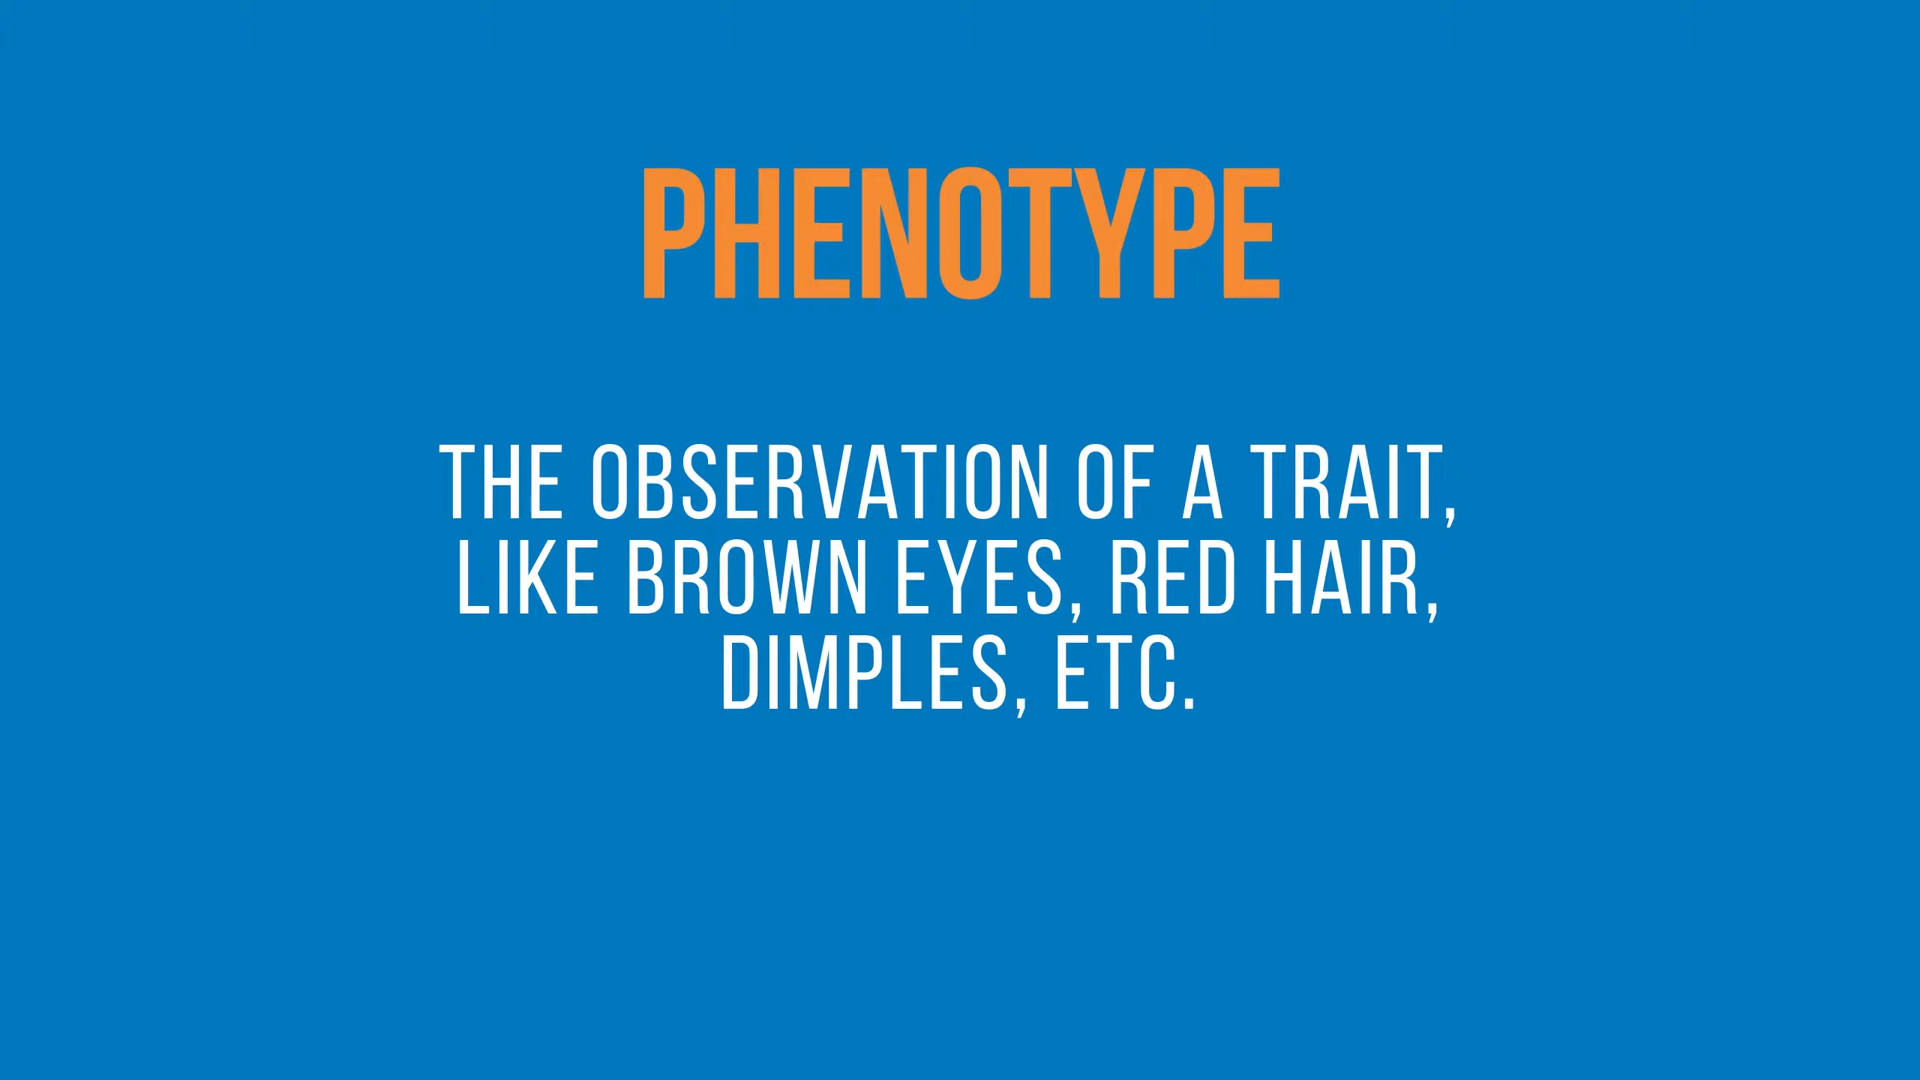 PHENOTYPE
THE OBSERVATION OF A TRAIT,
LIKE BROWN EYES, RED HAIR,
DIMPLES, ETC.